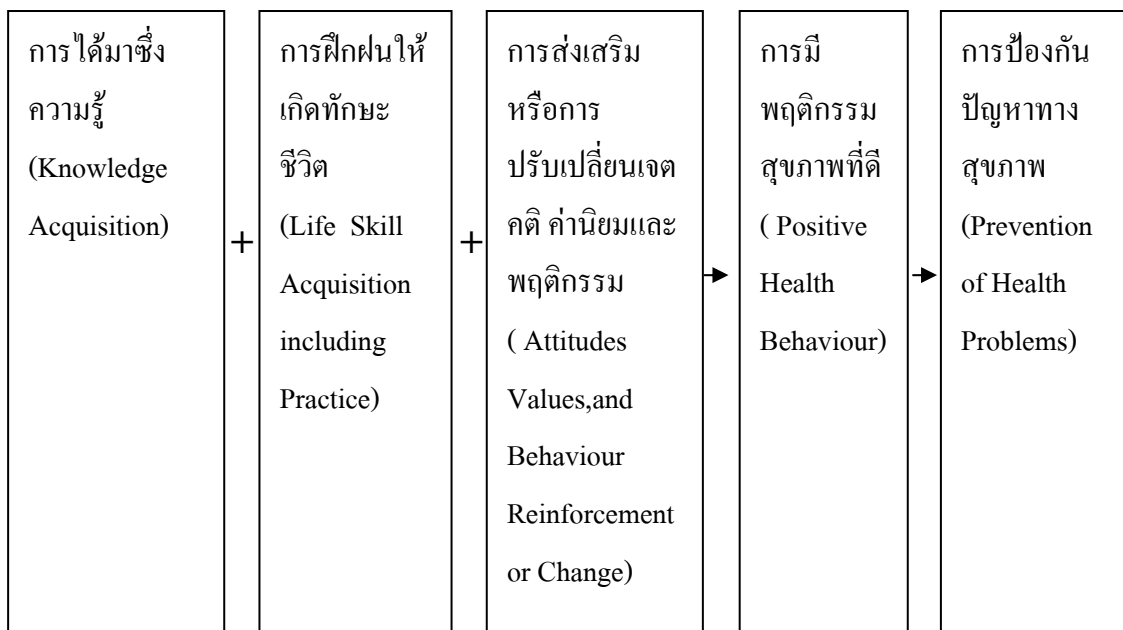 การได้มาซึ่ง
ความรู้
(Knowledge
Acquisition)
+
การฝึกฝนให้
เกิดทักษะ
ชีวิต
(Life Skill
Acquisition
including
Practice)
+
การส่งเสริม
หรือการ
ปรับเปลี่ยนเจต
คติ ค่านิยมและ
พฤติกรรม
( Attitudes
Values,and
Behaviour
Reinforcement
or Change)
การมี
พฤติกรรม
สุขภาพที่ดี
( Positive
Health
Behaviour)
การป้องกัน
ปัญหาทาง
สุขภาพ
(Prevention
of Health
Problems)